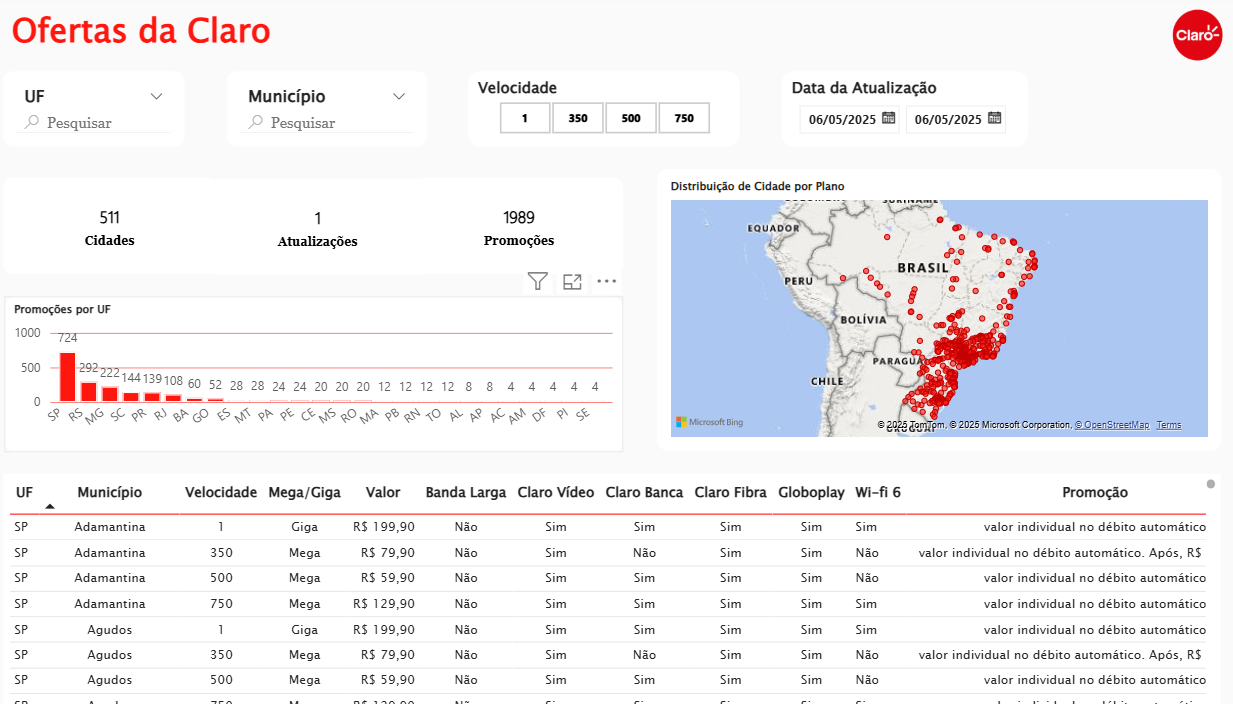 Ofertas da Claro
Claro
UF
Pesquisar
Município
Pesquisar
Velocidade
1 350 500 750
Data da Atualização
06/05/2025 06/05/2025
511
Cidades
1
Atualizações
1989
Promoções
Promoções por UF
1000
500
0
724 292 222 144 139 108 60 52 28 28 24 24 20 20 20 12 12 12 12 8 8 4 4 4 4 4
SP RS MG SC PR RJ BA GO ES MT PA PE CE MS RO MA PB RN TO AL AP AC AM DF PI SE
Distribuição de Cidade por Plano
SURINAME
EQUADOR
BRASIL
PERU
BOLÍVIA
PARAGUA
CHILE
URUGUAI
Microsoft Bing
© 2025 TomTom, © 2025 Microsoft Corporation, © OpenStreetMap Terms
UF Município Velocidade Mega/Giga Valor Banda Larga Claro Vídeo Claro Banca Claro Fibra Globoplay Wi-fi 6 Promoção
SP Adamantina 1 Giga R$ 199,90 Não Sim Sim Sim Sim Sim valor individual no débito automático
SP Adamantina 350 Mega R$ 79,90 Não Sim Não Sim Sim Não valor individual no débito automático. Após, R$
SP Adamantina 500 Mega R$ 59,90 Não Sim Sim Sim Sim Não valor individual no débito automático
SP Adamantina 750 Mega R$ 129,90 Não Sim Sim Sim Sim Sim valor individual no débito automático
SP Agudos 1 Giga R$ 199,90 Não Sim Sim Sim Sim Sim valor individual no débito automático
SP Agudos 350 Mega R$ 79,90 Não Sim Não Sim Sim Não valor individual no débito automático. Após, R$
SP Agudos 500 Mega R$ 59,90 Não Sim Sim Sim Sim Não valor individual no débito automático